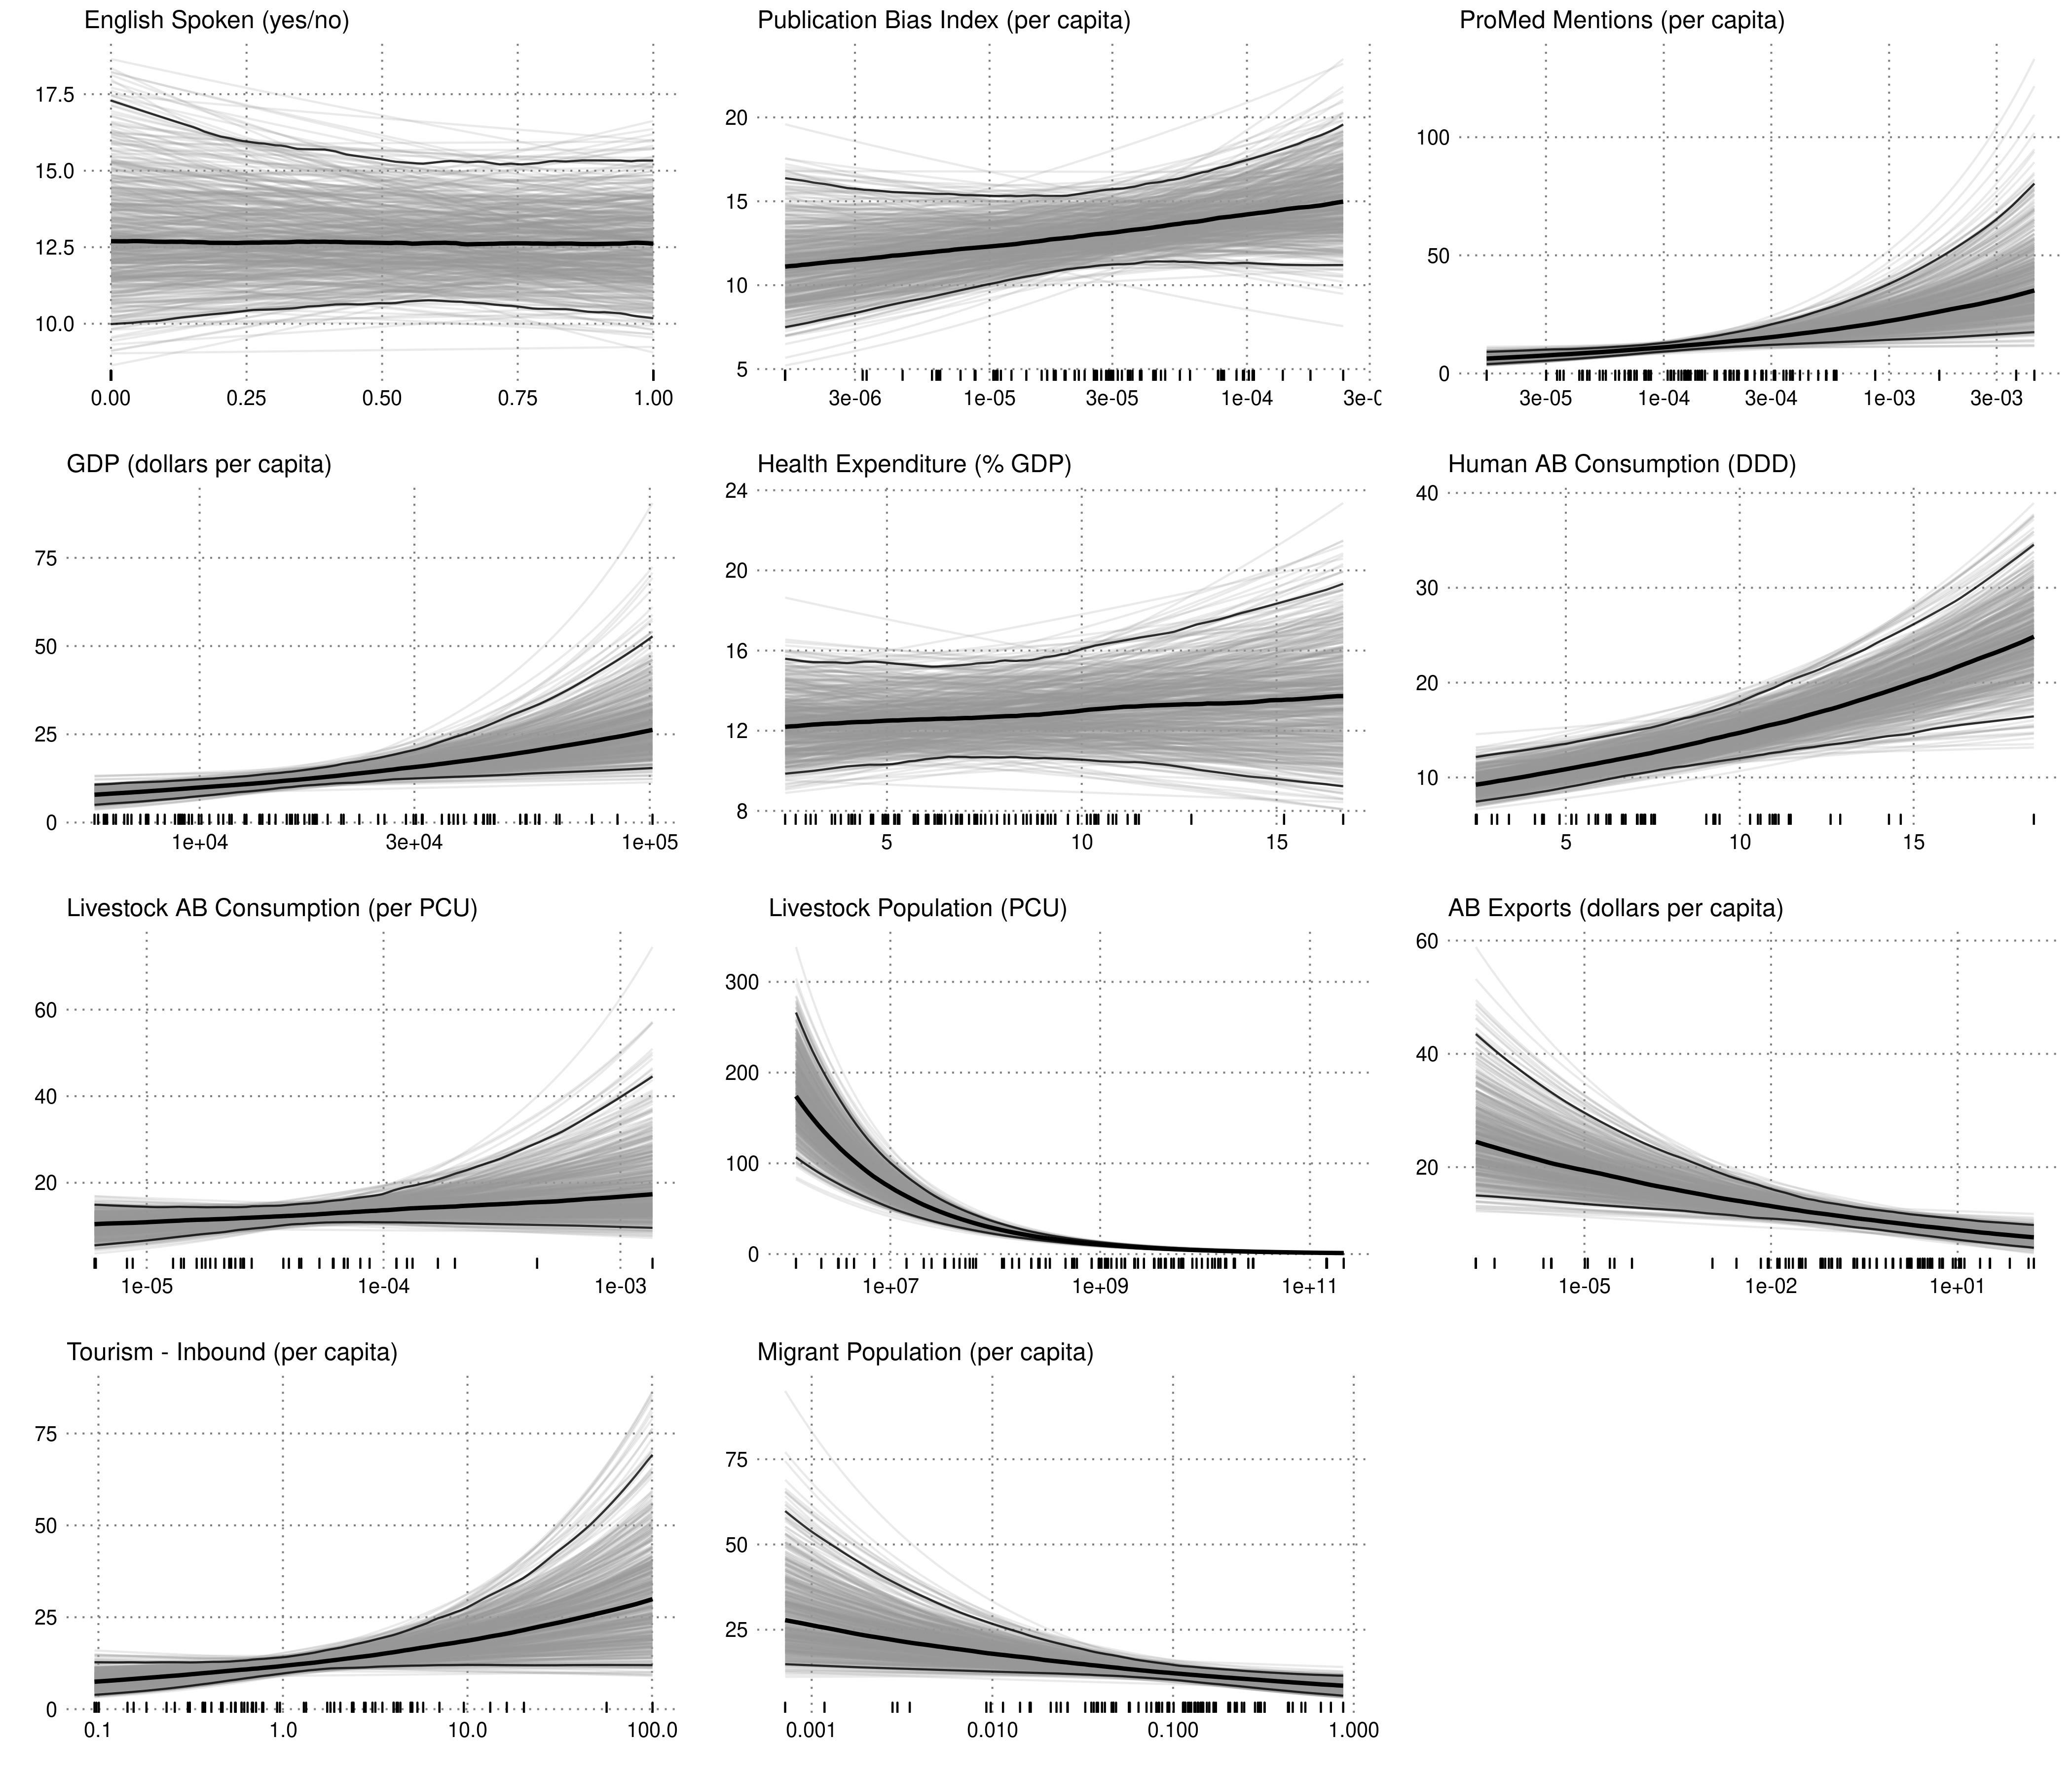 English Spoken (yes/no)
17.5
15.0
12.5
10.0
0.00 0.25 0.50 0.75 1.00
Publication Bias Index (per capita)
20
15
10
5
3e-06 1e-05 3e-05 1e-04 3e-0
ProMed Mentions (per capita)
100
50
0
3e-05 1e-04 3e-04 1e-03 3e-03
GDP (dollars per capita)
75
50
25
0
1e+04 3e+04 1e+05
Health Expenditure (% GDP)
24
20
16
12
8
5 10 15
Human AB Consumption (DDD)
40
30
20
10
5 10 15
Livestock AB Consumption (per PCU)
60
40
20
1e-05 1e-04 1e-03
Livestock Population (PCU)
300
200
100
0
1e+07 1e+09 1e+11
AB Exports (dollars per capita)
60
40
20
1e-05 1e-02 1e+01
Tourism - Inbound (per capita)
75
50
25
0
0.1 1.0 10.0 100.0
Migrant Population (per capita)
75
50
25
0.001 0.010 0.100 1.000